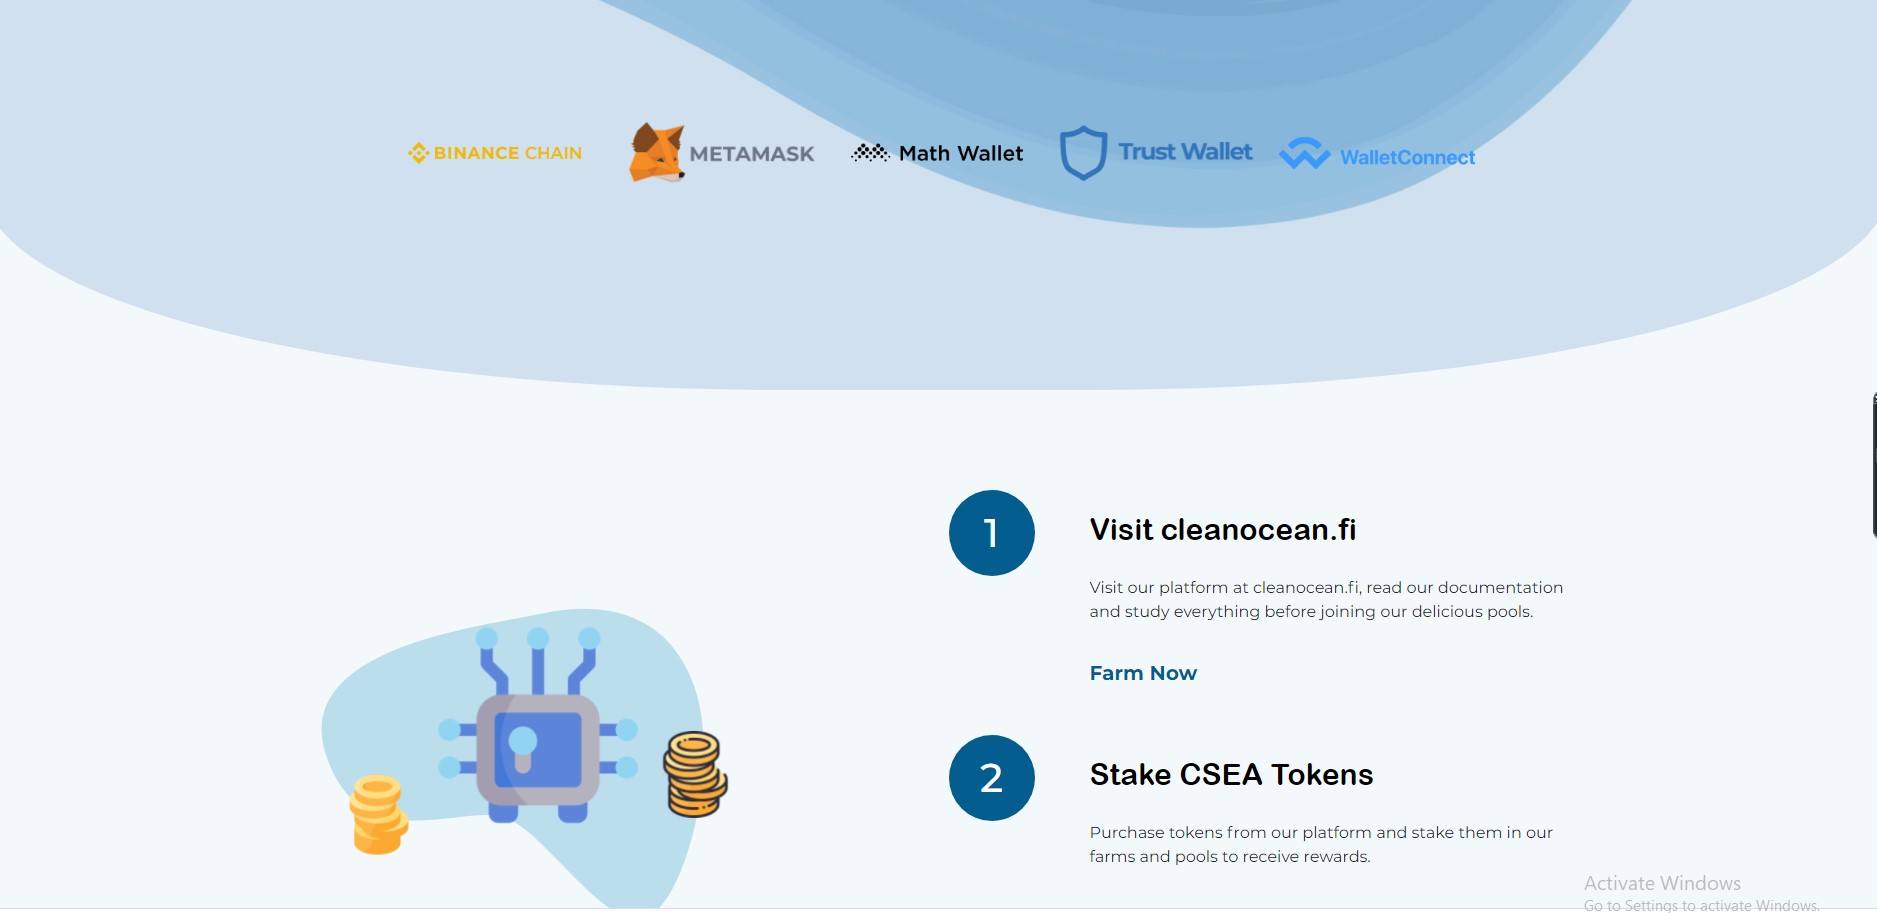 BINANCE CHAIN
METAMASK
Math Wallet
Trust Wallet
WalletConnect
1
Visit cleanocean.fi
Visit our platform at cleanocean.fi, read our documentation
and study everything before joining our delicious pools.
Farm Now
2
Stake CSEA Tokens
Purchase tokens from our platform and stake them in our
farms and pools to receive rewards.
Activate Windows
Go to Settings to activate Windows.